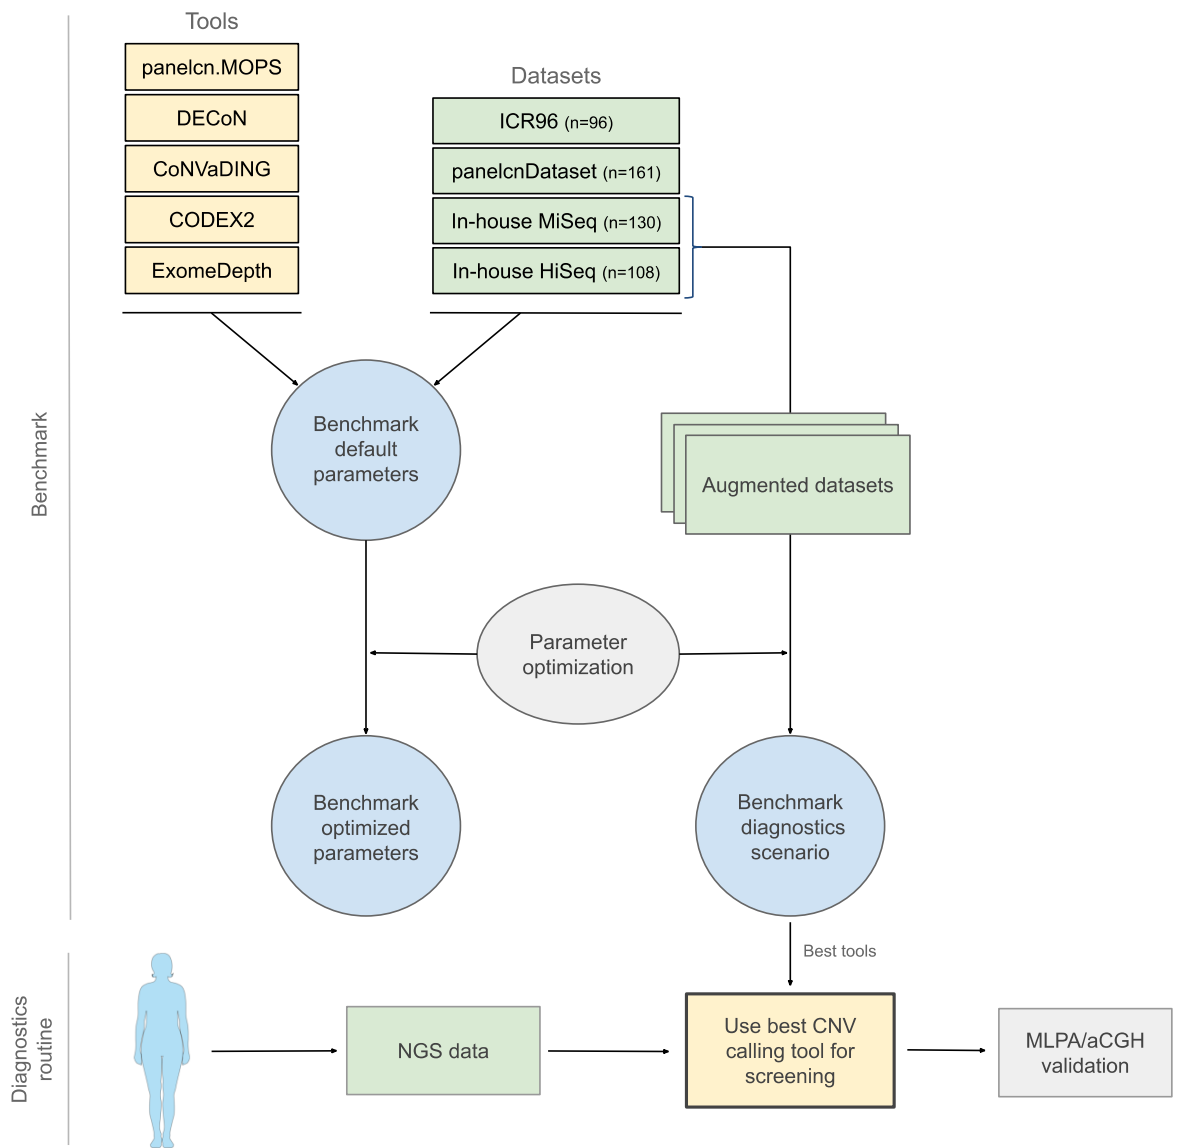 Tools
panelcn.MOPS
DECoN
CoNVaDING
CODEX2
ExomeDepth
Datasets
ICR96 (n=96)
panelcnDataset (n=161)
In-house MiSeq (n=130)
In-house HiSeq (n=108)
Benchmark
Benchmark
default
parameters
Augmented datasets
Parameter
optimization
Benchmark
optimized
parameters
Benchmark
diagnostics
scenario
Best tools
Diagnostics
routine
NGS data
Use best CNV
calling tool for
screening
MLPA/aCGH
validation